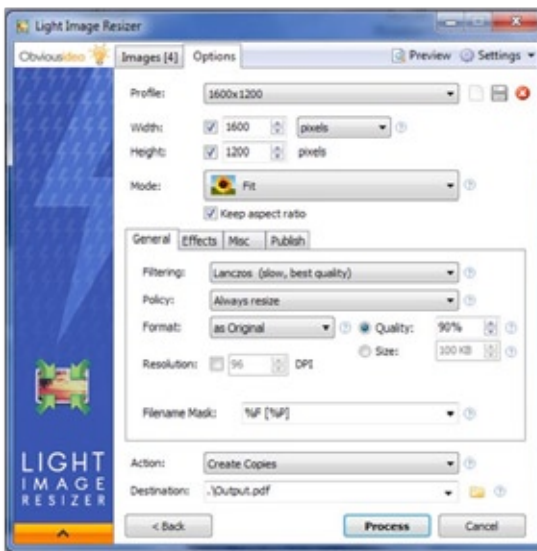 Light Image Resizer
Obviousidea
Images [4] Options Preview Settings
Profile: 1600x1200
Width: 1600 pixels
Height: 1200 pixels
Mode: Fit
Keep aspect ratio
General Effects Misc Publish
Filtering: Lanczos (slow, best quality)
Policy: Always resize
Format: as Original Quality: 90%
Size: 100 KB
Resolution: 96 DPI
Filename Mask: %F [%P]
LIGHT
IMAGE
RESIZER
Action: Create Copies
Destination: .\Output.pdf
< Back Process Cancel